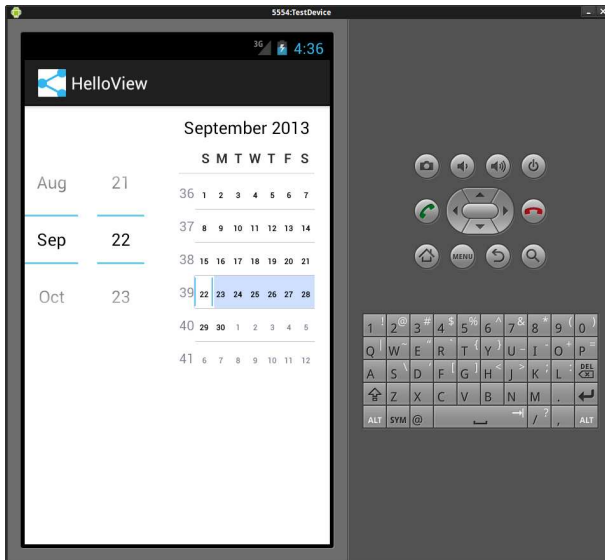 5554:TestDevice
3G 4:36
HelloView
September 2013
S M T W T F S
Aug 21
Sep 22
Oct 23
36 1 2 3 4 5 6 7
37 8 9 10 11 12 13 14
38 15 16 17 18 19 20 21
39 22 23 24 25 26 27 28
40 29 30 1 2 3 4 5
41 6 7 8 9 10 11 12
MENU
1 ! 2 @ 3 # 4 $ 5 % 6 ^ 7 & 8 * 9 ( 0 )
Q | W ~ E " R ` T { Y } U _ I - O + P =
A S \ D ' F [ G ] H < J > K ; L : DEL
Z X C V B N M .
ALT SYM @ / ? , ALT